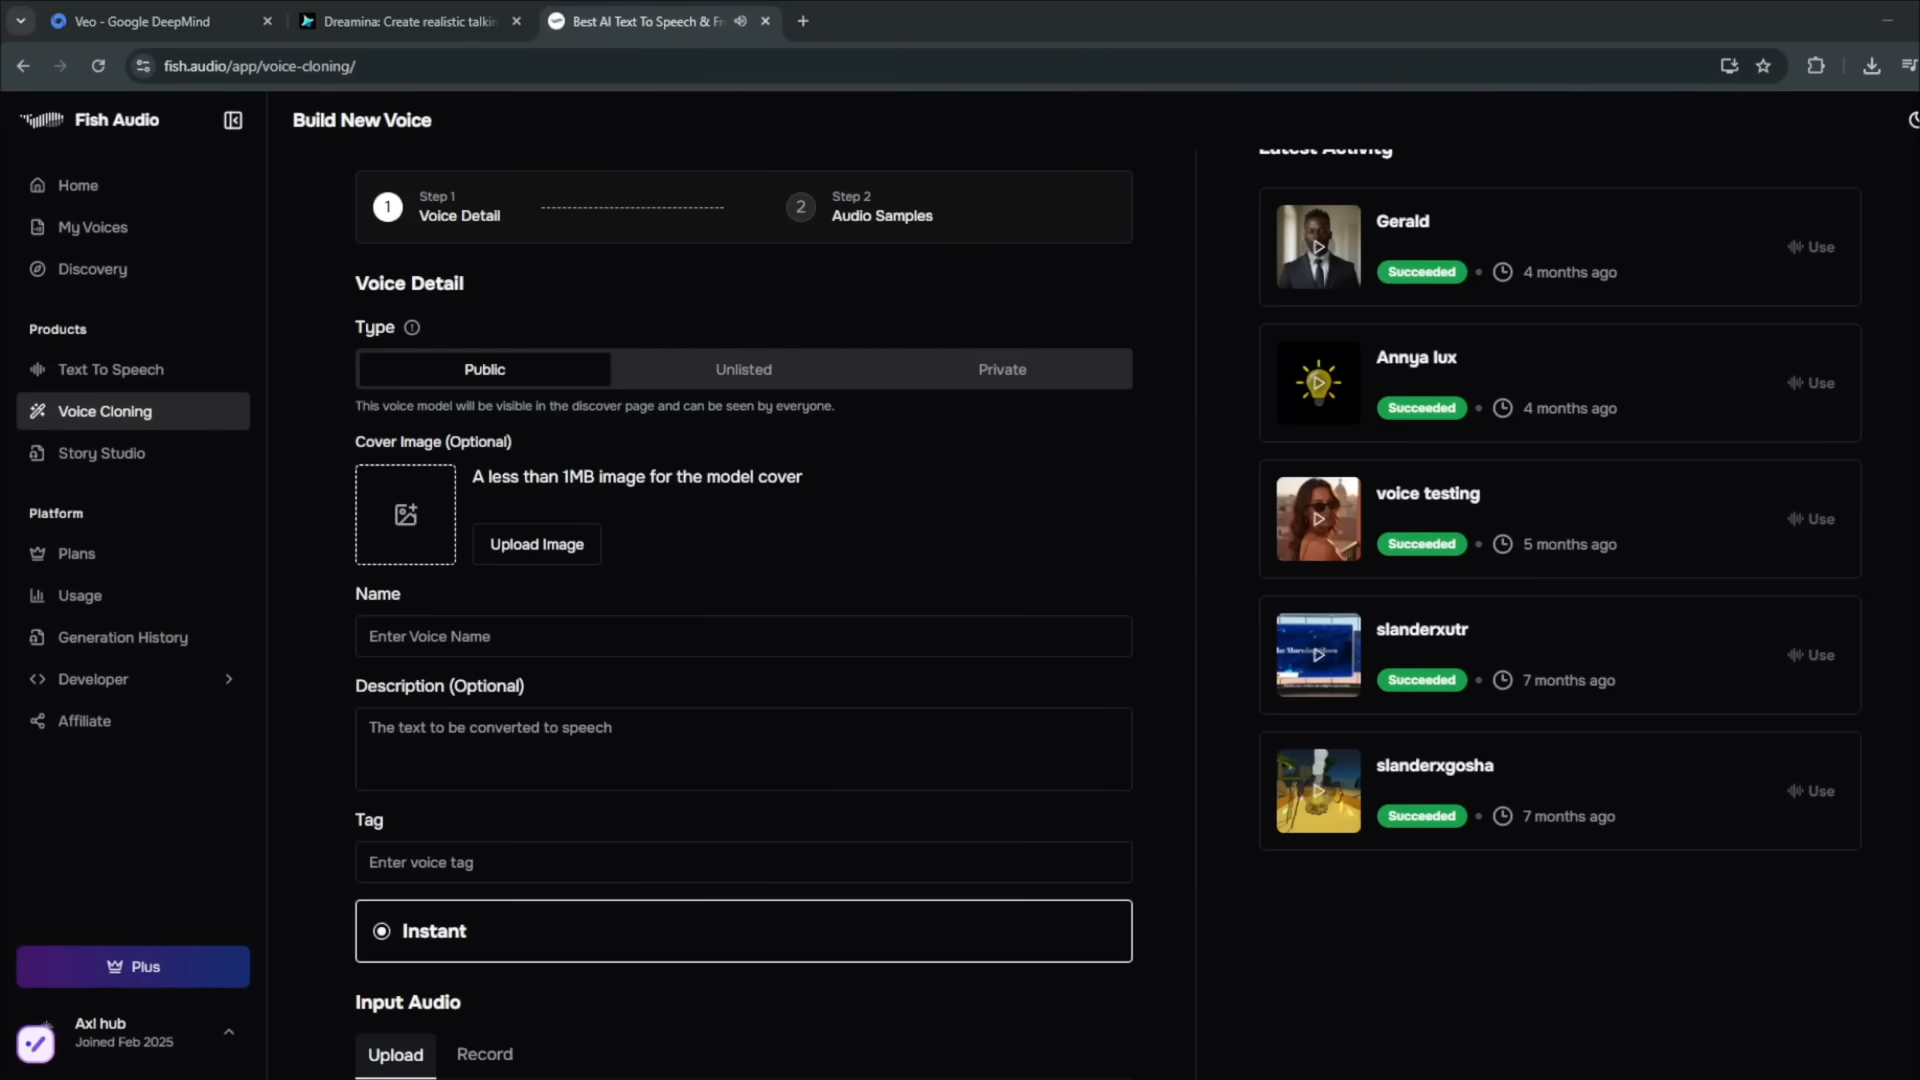 Veo - Google DeepMind
Dreamina: Create realistic talkin
Best AI Text To Speech & Fr
fish.audio/app/voice-cloning/
Fish Audio
Home
My Voices
Discovery
Products
Text To Speech
Voice Cloning
Story Studio
Platform
Plans
Usage
Generation History
Developer
Affiliate
Plus
Axl hub
Joined Feb 2025
Build New Voice
1
Step 1
Voice Detail
2
Step 2
Audio Samples
Voice Detail
Type
Public
Unlisted
Private
This voice model will be visible in the discover page and can be seen by everyone.
Cover Image (Optional)
A less than 1MB image for the model cover
Upload Image
Name
Enter Voice Name
Description (Optional)
The text to be converted to speech
Tag
Enter voice tag
Instant
Input Audio
Upload
Record
Latest Activity
Gerald
Succeeded • 4 months ago
Use
Annya lux
Succeeded • 4 months ago
Use
voice testing
Succeeded • 5 months ago
Use
slanderxutr
Succeeded • 7 months ago
Use
slanderxgosha
Succeeded • 7 months ago
Use